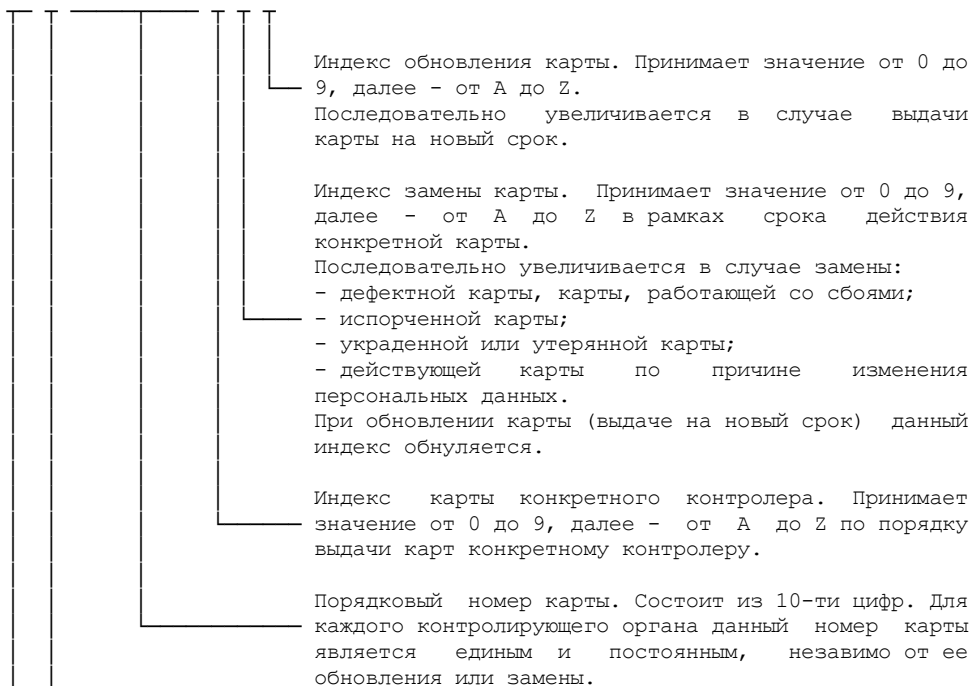 Индекс обновления карты. Принимает значение от 0 до
9, далее - от A до Z.
Последовательно увеличивается в случае выдачи
карты на новый срок.
Индекс замены карты. Принимает значение от 0 до 9,
далее - от A до Z в рамках срока действия
конкретной карты.
Последовательно увеличивается в случае замены:
- дефектной карты, карты, работающей со сбоями;
- испорченной карты;
- украденной или утерянной карты;
- действующей карты по причине изменения
персональных данных.
При обновлении карты (выдаче на новый срок) данный
индекс обнуляется.
Индекс карты конкретного контролера. Принимает
значение от 0 до 9, далее - от A до Z по порядку
выдачи карт конкретному контролеру.
Порядковый номер карты. Состоит из 10-ти цифр. Для
каждого контролирующего органа данный номер карты
является единым и постоянным, незавимо от ее
обновления или замены.